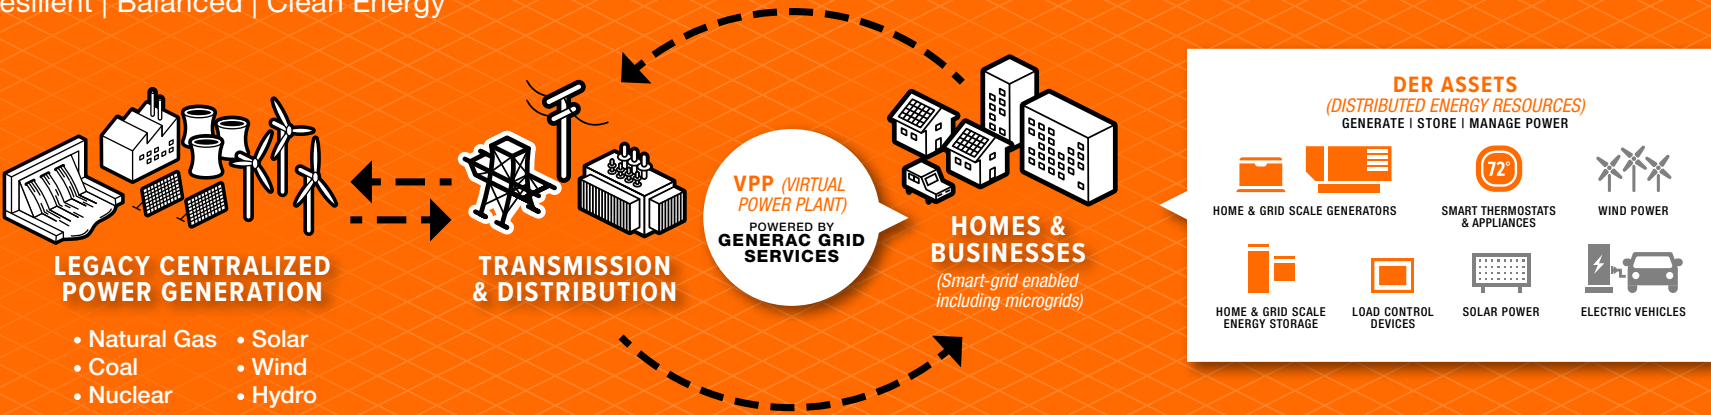 | Balanced | Clean Energy
LEGACY CENTRALIZED
POWER GENERATION
• Natural Gas
• Coal
• Nuclear
• Solar
• Wind
• Hydro
TRANSMISSION
& DISTRIBUTION
VPP (VIRTUAL
POWER PLANT)
POWERED BY
GENERAC GRID
SERVICES
HOMES &
BUSINESSES
(Smart-grid enabled
including microgrids)
DER ASSETS
(DISTRIBUTED ENERGY RESOURCES)
GENERATE | STORE | MANAGE POWER
HOME & GRID SCALE GENERATORS
72°
SMART THERMOSTATS
& APPLIANCES
WIND POWER
HOME & GRID SCALE
ENERGY STORAGE
LOAD CONTROL
DEVICES
SOLAR POWER
ELECTRIC VEHICLES